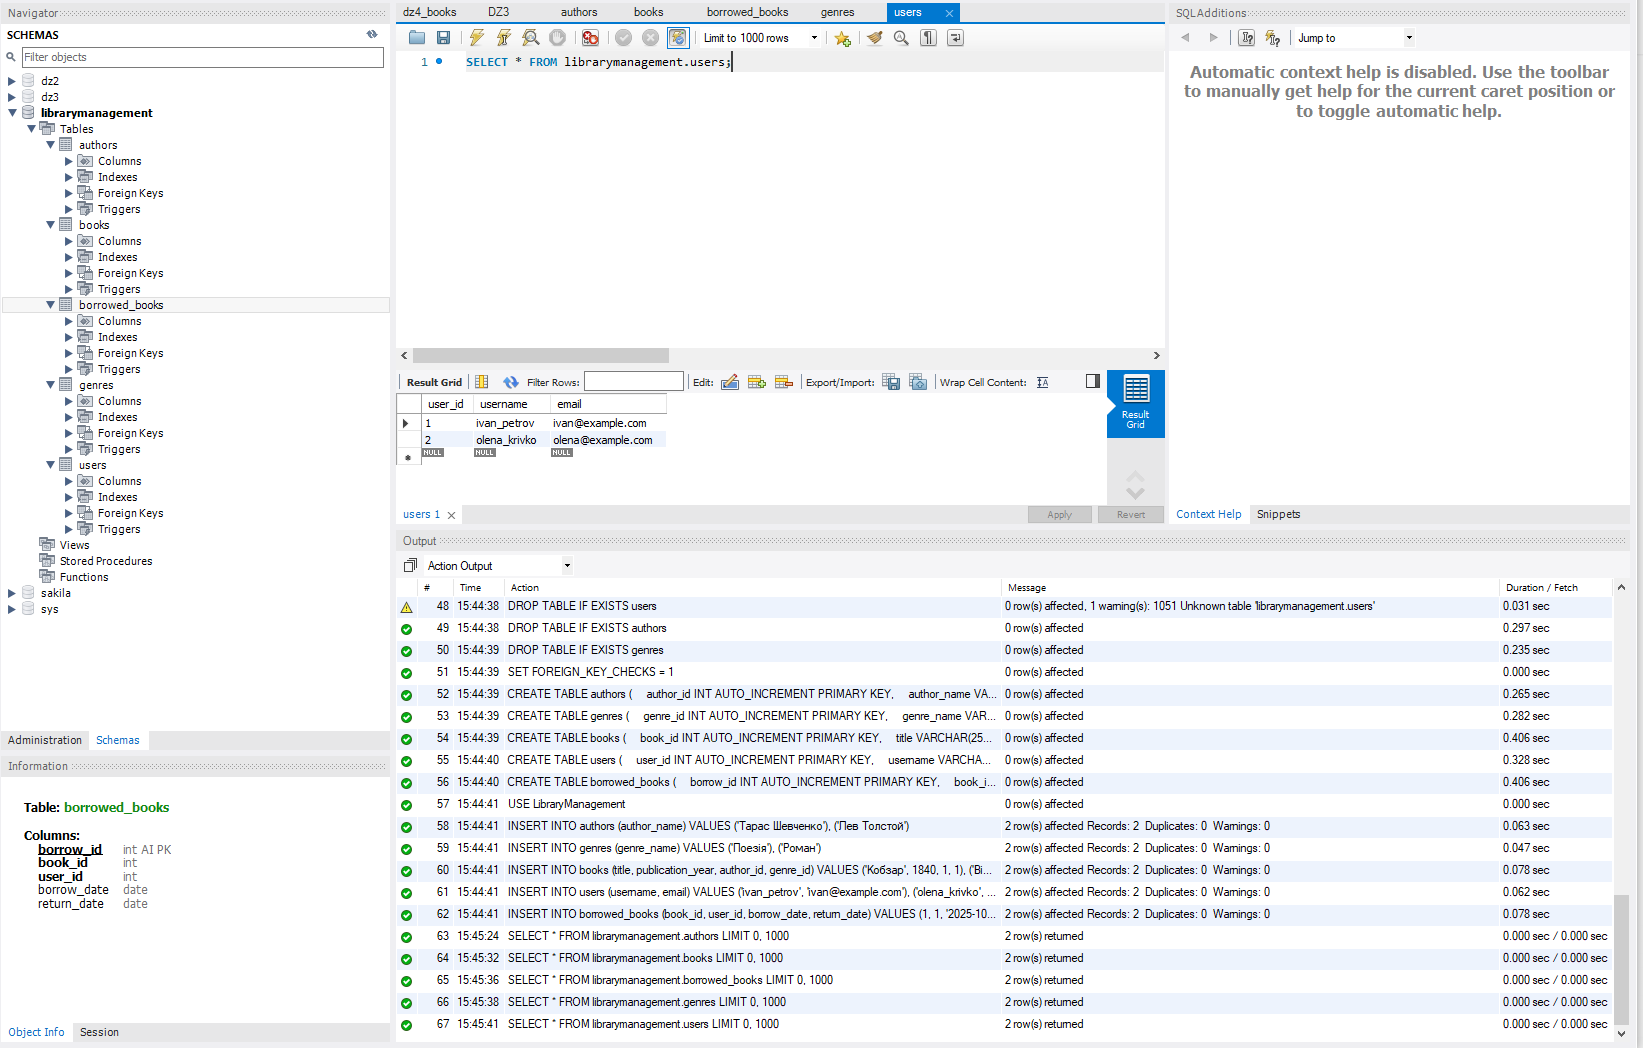 Navigator
SCHEMAS
Filter objects
dz2
dz3
librarymanagement
Tables
authors
Columns
Indexes
Foreign Keys
Triggers
books
Columns
Indexes
Foreign Keys
Triggers
borrowed_books
Columns
Indexes
Foreign Keys
Triggers
genres
Columns
Indexes
Foreign Keys
Triggers
users
Columns
Indexes
Foreign Keys
Triggers
Views
Stored Procedures
Functions
sakila
sys
Administration Schemas
Information
Table: borrowed_books
Columns:
borrow_id int AI PK
book_id int
user_id int
borrow_date date
return_date date
Object Info Session
dz4_books DZ3 authors books borrowed_books genres users
Limit to 1000 rows
1 SELECT * FROM librarymanagement.users;
Result Grid Filter Rows: Edit: Export/Import: Wrap Cell Content:
user_id username email
1 ivan_petrov ivan@example.com
2 olena_krivko olena@example.com
NULL NULL NULL
Result
Grid
users 1 Apply Revert
SQLAdditions
Jump to
Automatic context help is disabled. Use the toolbar
to manually get help for the current caret position or
to toggle automatic help.
Context Help Snippets
Output
Action Output
# Time Action Message Duration / Fetch
48 15:44:38 DROP TABLE IF EXISTS users 0 row(s) affected, 1 warning(s): 1051 Unknown table 'librarymanagement.users' 0.031 sec
49 15:44:38 DROP TABLE IF EXISTS authors 0 row(s) affected 0.297 sec
50 15:44:39 DROP TABLE IF EXISTS genres 0 row(s) affected 0.235 sec
51 15:44:39 SET FOREIGN_KEY_CHECKS = 1 0 row(s) affected 0.000 sec
52 15:44:39 CREATE TABLE authors ( author_id INT AUTO_INCREMENT PRIMARY KEY, author_name VA... 0 row(s) affected 0.265 sec
53 15:44:39 CREATE TABLE genres ( genre_id INT AUTO_INCREMENT PRIMARY KEY, genre_name VAR... 0 row(s) affected 0.282 sec
54 15:44:39 CREATE TABLE books ( book_id INT AUTO_INCREMENT PRIMARY KEY, title VARCHAR(25... 0 row(s) affected 0.406 sec
55 15:44:40 CREATE TABLE users ( user_id INT AUTO_INCREMENT PRIMARY KEY, username VARCHA... 0 row(s) affected 0.328 sec
56 15:44:40 CREATE TABLE borrowed_books ( borrow_id INT AUTO_INCREMENT PRIMARY KEY, book_i... 0 row(s) affected 0.406 sec
57 15:44:41 USE LibraryManagement 0 row(s) affected 0.000 sec
58 15:44:41 INSERT INTO authors (author_name) VALUES ('Тарас Шевченко'), ('Лев Толстой') 2 row(s) affected Records: 2 Duplicates: 0 Warnings: 0 0.063 sec
59 15:44:41 INSERT INTO genres (genre_name) VALUES ('Поезія'), ('Роман') 2 row(s) affected Records: 2 Duplicates: 0 Warnings: 0 0.047 sec
60 15:44:41 INSERT INTO books (title, publication_year, author_id, genre_id) VALUES ('Кобзар', 1840, 1, 1), ('Ві... 2 row(s) affected Records: 2 Duplicates: 0 Warnings: 0 0.078 sec
61 15:44:41 INSERT INTO users (username, email) VALUES ('ivan_petrov', 'ivan@example.com'), ('olena_krivko', ... 2 row(s) affected Records: 2 Duplicates: 0 Warnings: 0 0.062 sec
62 15:44:41 INSERT INTO borrowed_books (book_id, user_id, borrow_date, return_date) VALUES (1, 1, '2025-10... 2 row(s) affected Records: 2 Duplicates: 0 Warnings: 0 0.078 sec
63 15:45:24 SELECT * FROM librarymanagement.authors LIMIT 0, 1000 2 row(s) returned 0.000 sec / 0.000 sec
64 15:45:32 SELECT * FROM librarymanagement.books LIMIT 0, 1000 2 row(s) returned 0.000 sec / 0.000 sec
65 15:45:36 SELECT * FROM librarymanagement.borrowed_books LIMIT 0, 1000 2 row(s) returned 0.000 sec / 0.000 sec
66 15:45:38 SELECT * FROM librarymanagement.genres LIMIT 0, 1000 2 row(s) returned 0.000 sec / 0.000 sec
67 15:45:41 SELECT * FROM librarymanagement.users LIMIT 0, 1000 2 row(s) returned 0.000 sec / 0.000 sec